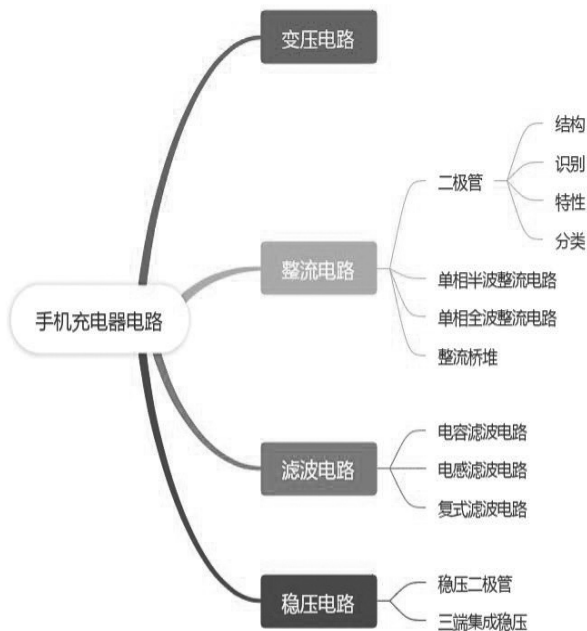 手机充电器电路
变压电路
整流电路
二极管
结构
识别
特性
分类
单相半波整流电路
单相全波整流电路
整流桥堆
滤波电路
电容滤波电路
电感滤波电路
复式滤波电路
稳压电路
稳压二极管
三端集成稳压